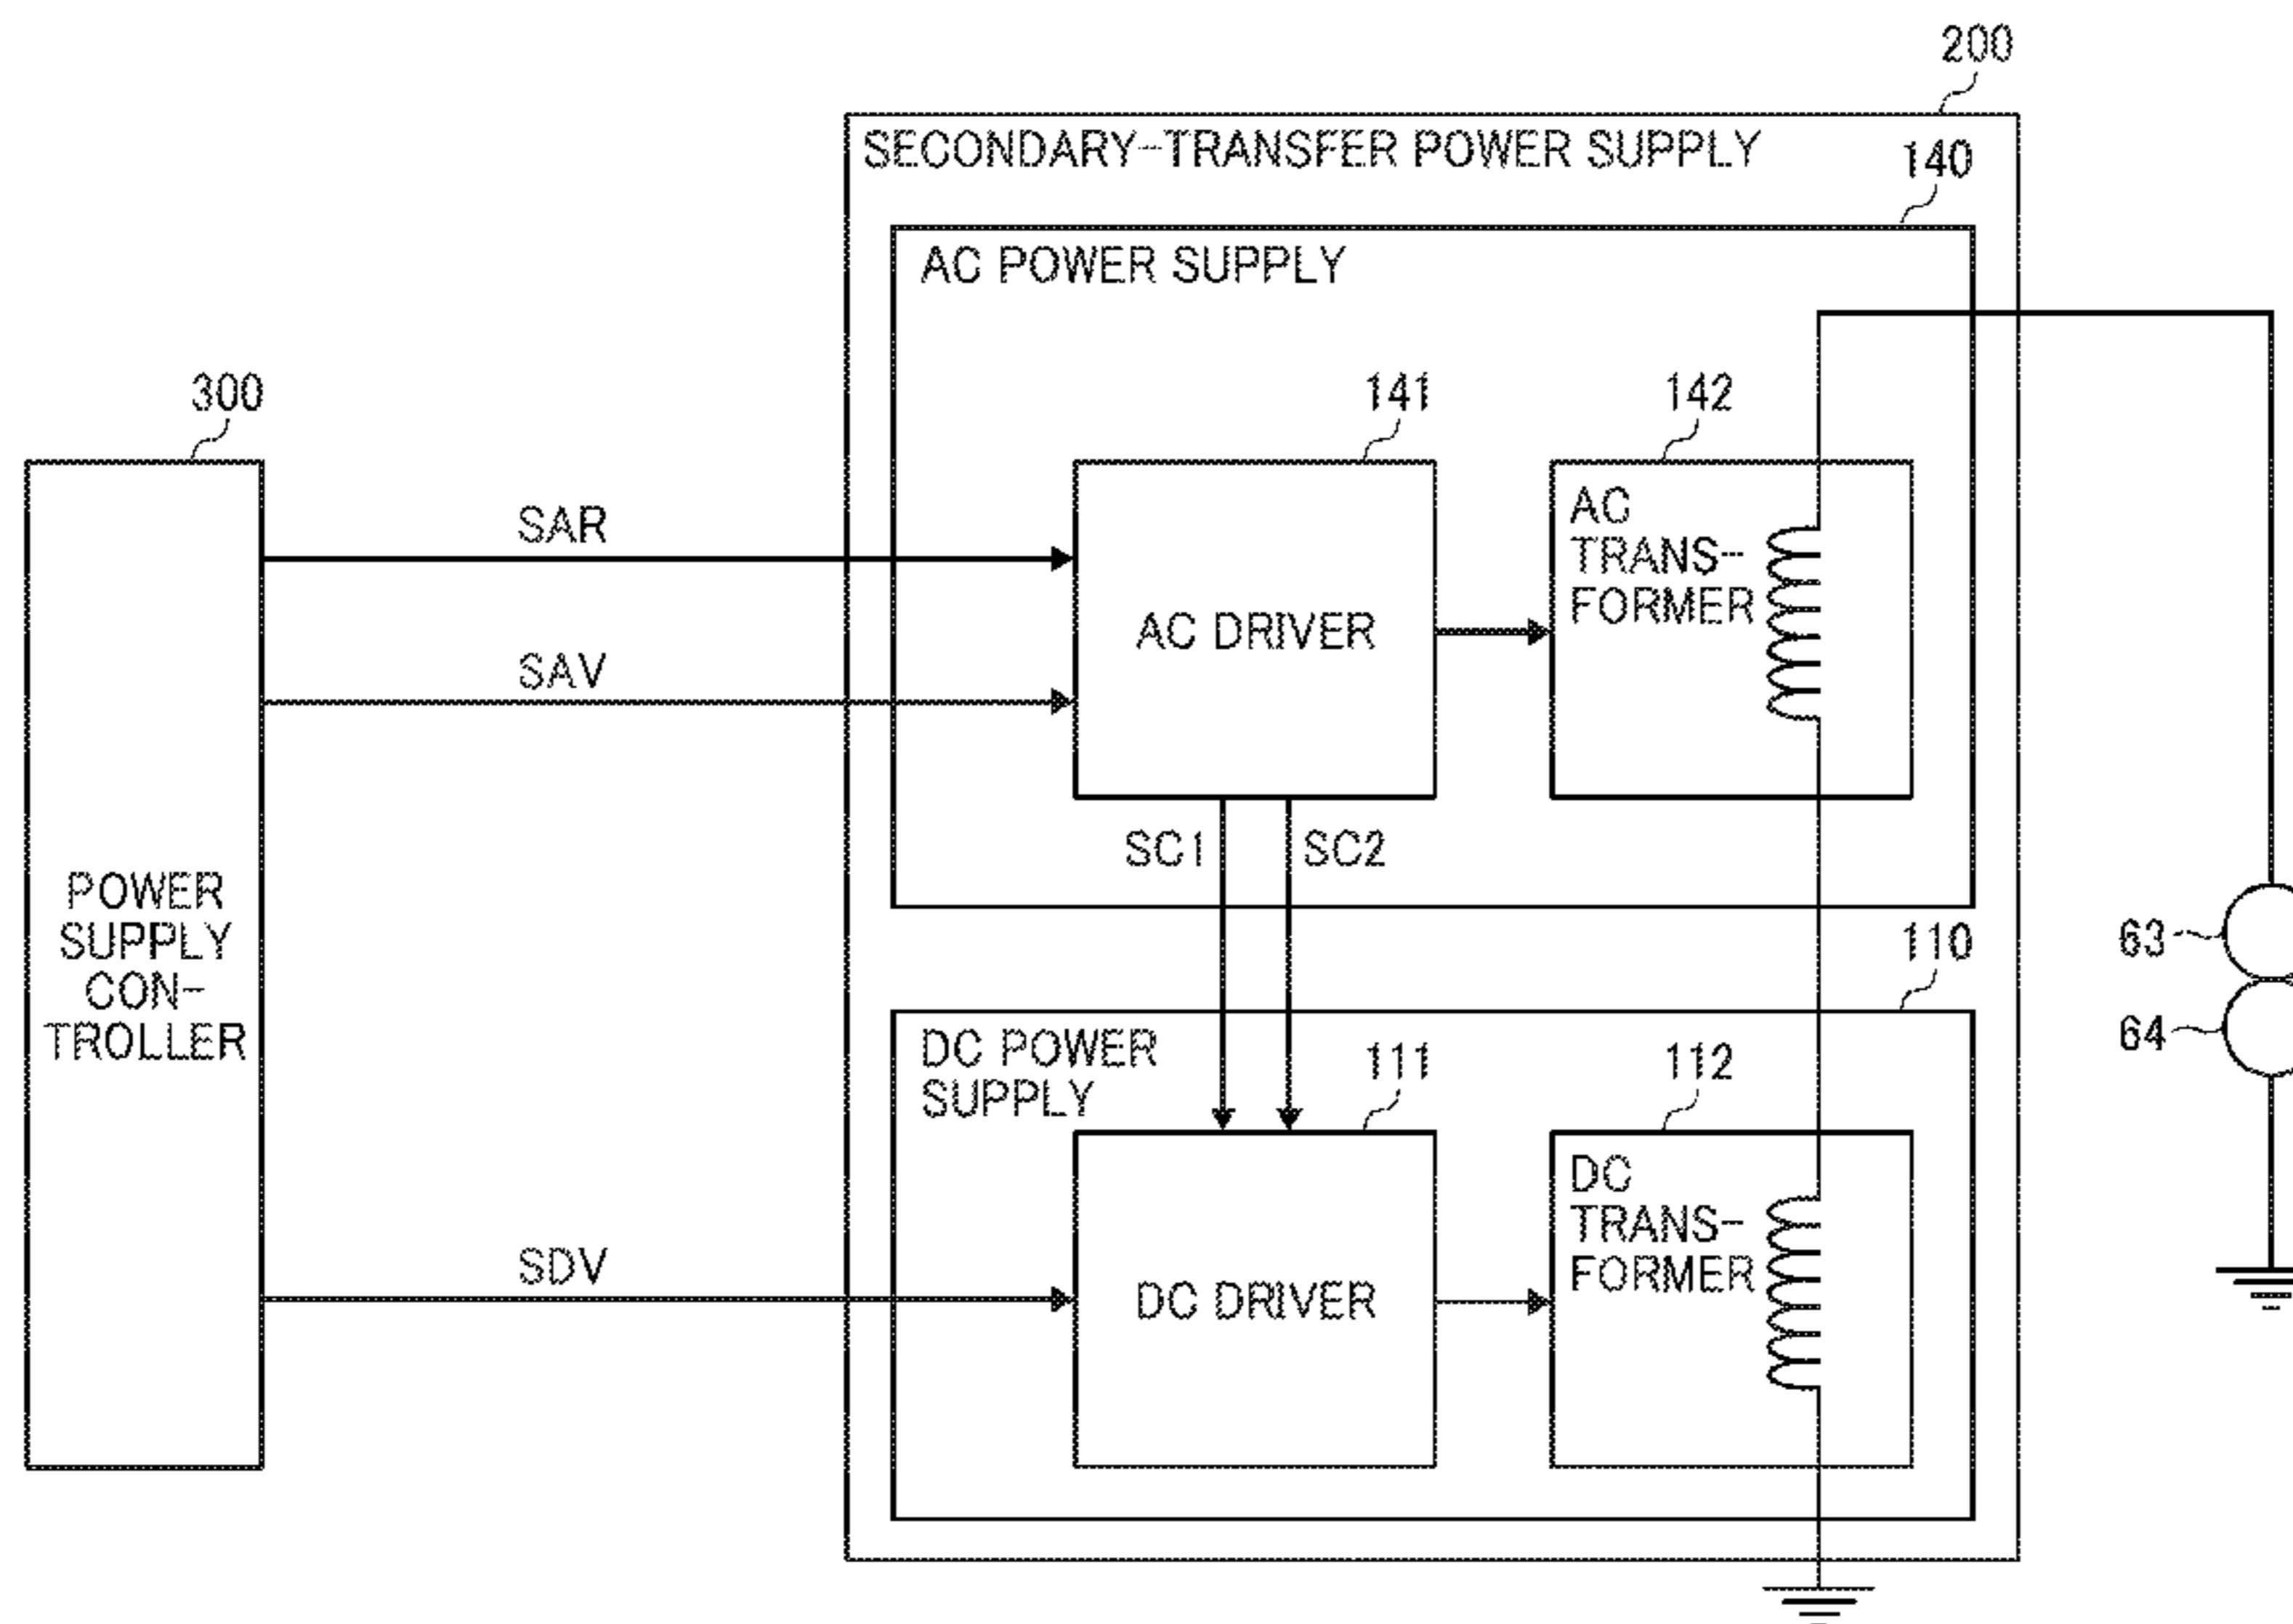 200
SECONDARY-TRANSFER POWER SUPPLY
140
AC POWER SUPPLY
300
141
142
SAR
AC
TRANS-
FORMER
AC DRIVER
SAV
SC1
SC2
POWER
SUPPLY
CON-
TROLLER
63
110
64
DC POWER
SUPPLY
111
112
DC
TRANS-
FORMER
SDV
DC DRIVER